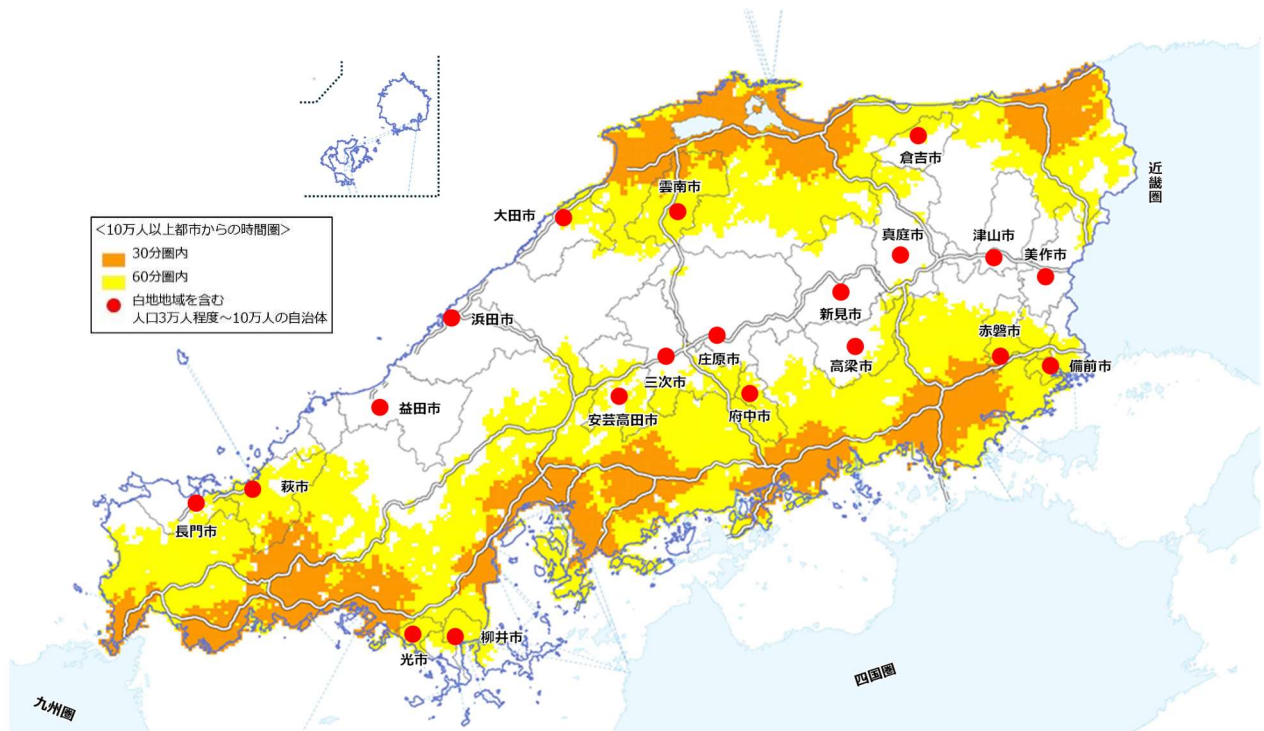 近畿圏
倉吉市
雲南市
大田市
<10万人以上都市からの時間圏>
30分圏内
60分圏内
白地地域を含む
人口3万人程度~10万人の自治体
真庭市
津山市
美作市
新見市
浜田市
赤磐市
庄原市
高梁市
備前市
三次市
益田市
安芸高田市
府中市
萩市
長門市
柳井市
光市
四国圏
九州圏